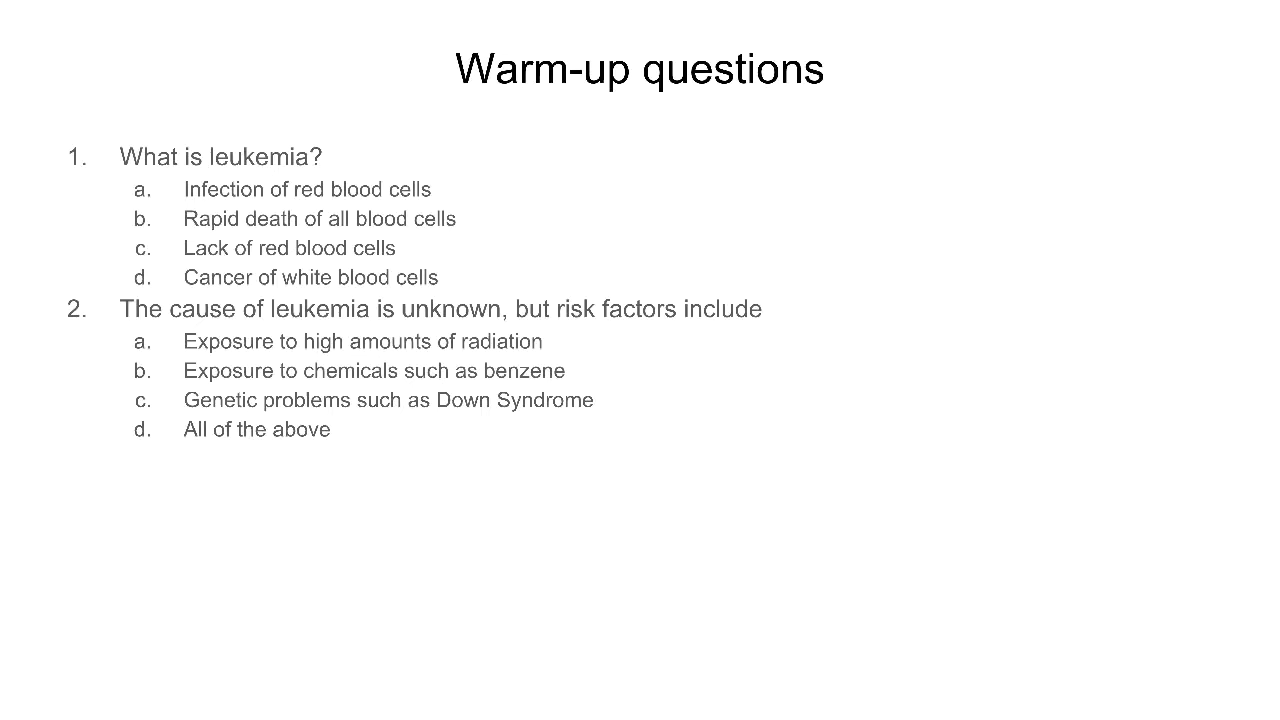 Warm-up questions
1. What is leukemia?
a. Infection of red blood cells
b. Rapid death of all blood cells
c. Lack of red blood cells
d. Cancer of white blood cells
2. The cause of leukemia is unknown, but risk factors include
a. Exposure to high amounts of radiation
b. Exposure to chemicals such as benzene
c. Genetic problems such as Down Syndrome
d. All of the above